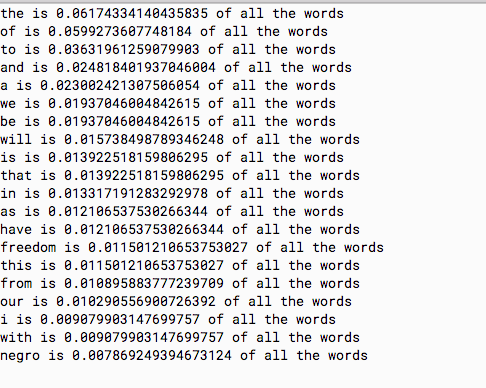 the is 0.06174334140435835 of all the words
of is 0.0599273607748184 of all the words
to is 0.03631961259079903 of all the words
and is 0.024818401937046004 of all the words
a is 0.023002421307506054 of all the words
we is 0.01937046004842615 of all the words
be is 0.01937046004842615 of all the words
will is 0.015738498789346248 of all the words
is is 0.013922518159806295 of all the words
that is 0.013922518159806295 of all the words
in is 0.013317191283292978 of all the words
as is 0.012106537530266344 of all the words
have is 0.012106537530266344 of all the words
freedom is 0.011501210653753027 of all the words
this is 0.011501210653753027 of all the words
from is 0.010895883777239709 of all the words
our is 0.010290556900726392 of all the words
i is 0.009079903147699757 of all the words
with is 0.009079903147699757 of all the words
negro is 0.007869249394673124 of all the words